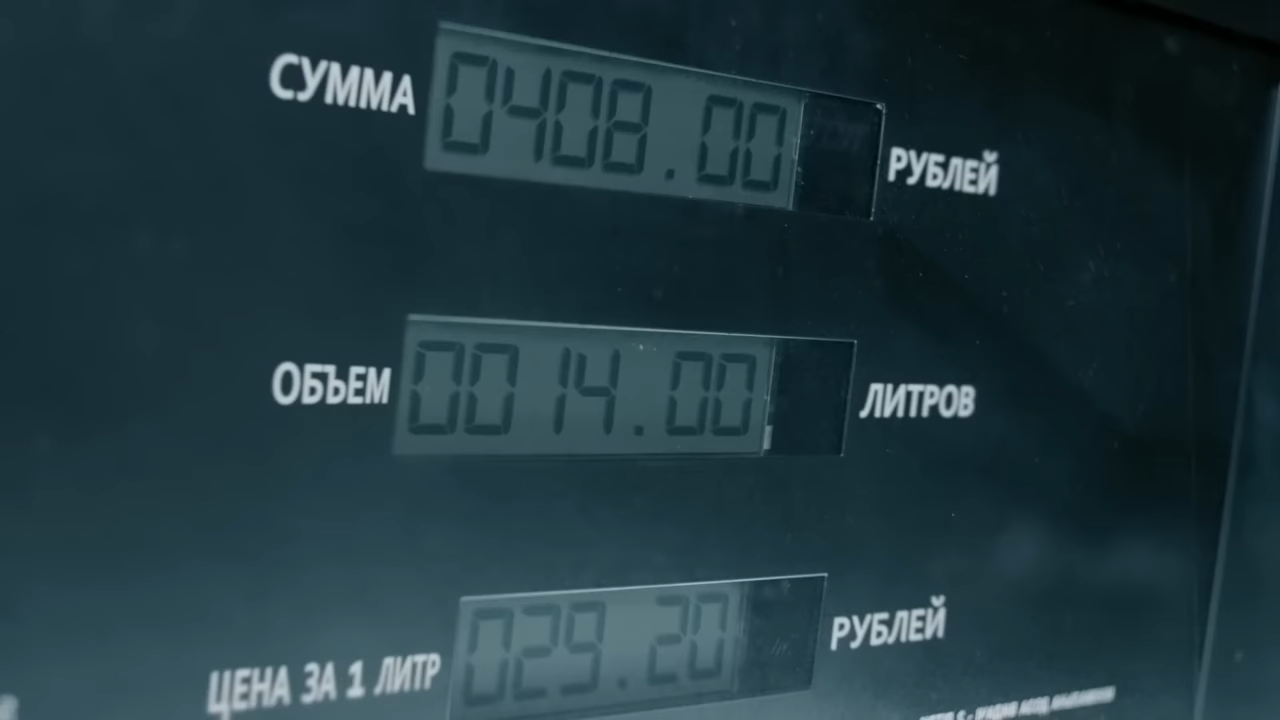 СУММА 0408.00 РУБЛЕЙ
ОБЪЕМ 0014.00 ЛИТРОВ
ЦЕНА ЗА 1 ЛИТР 029.20 РУБЛЕЙ